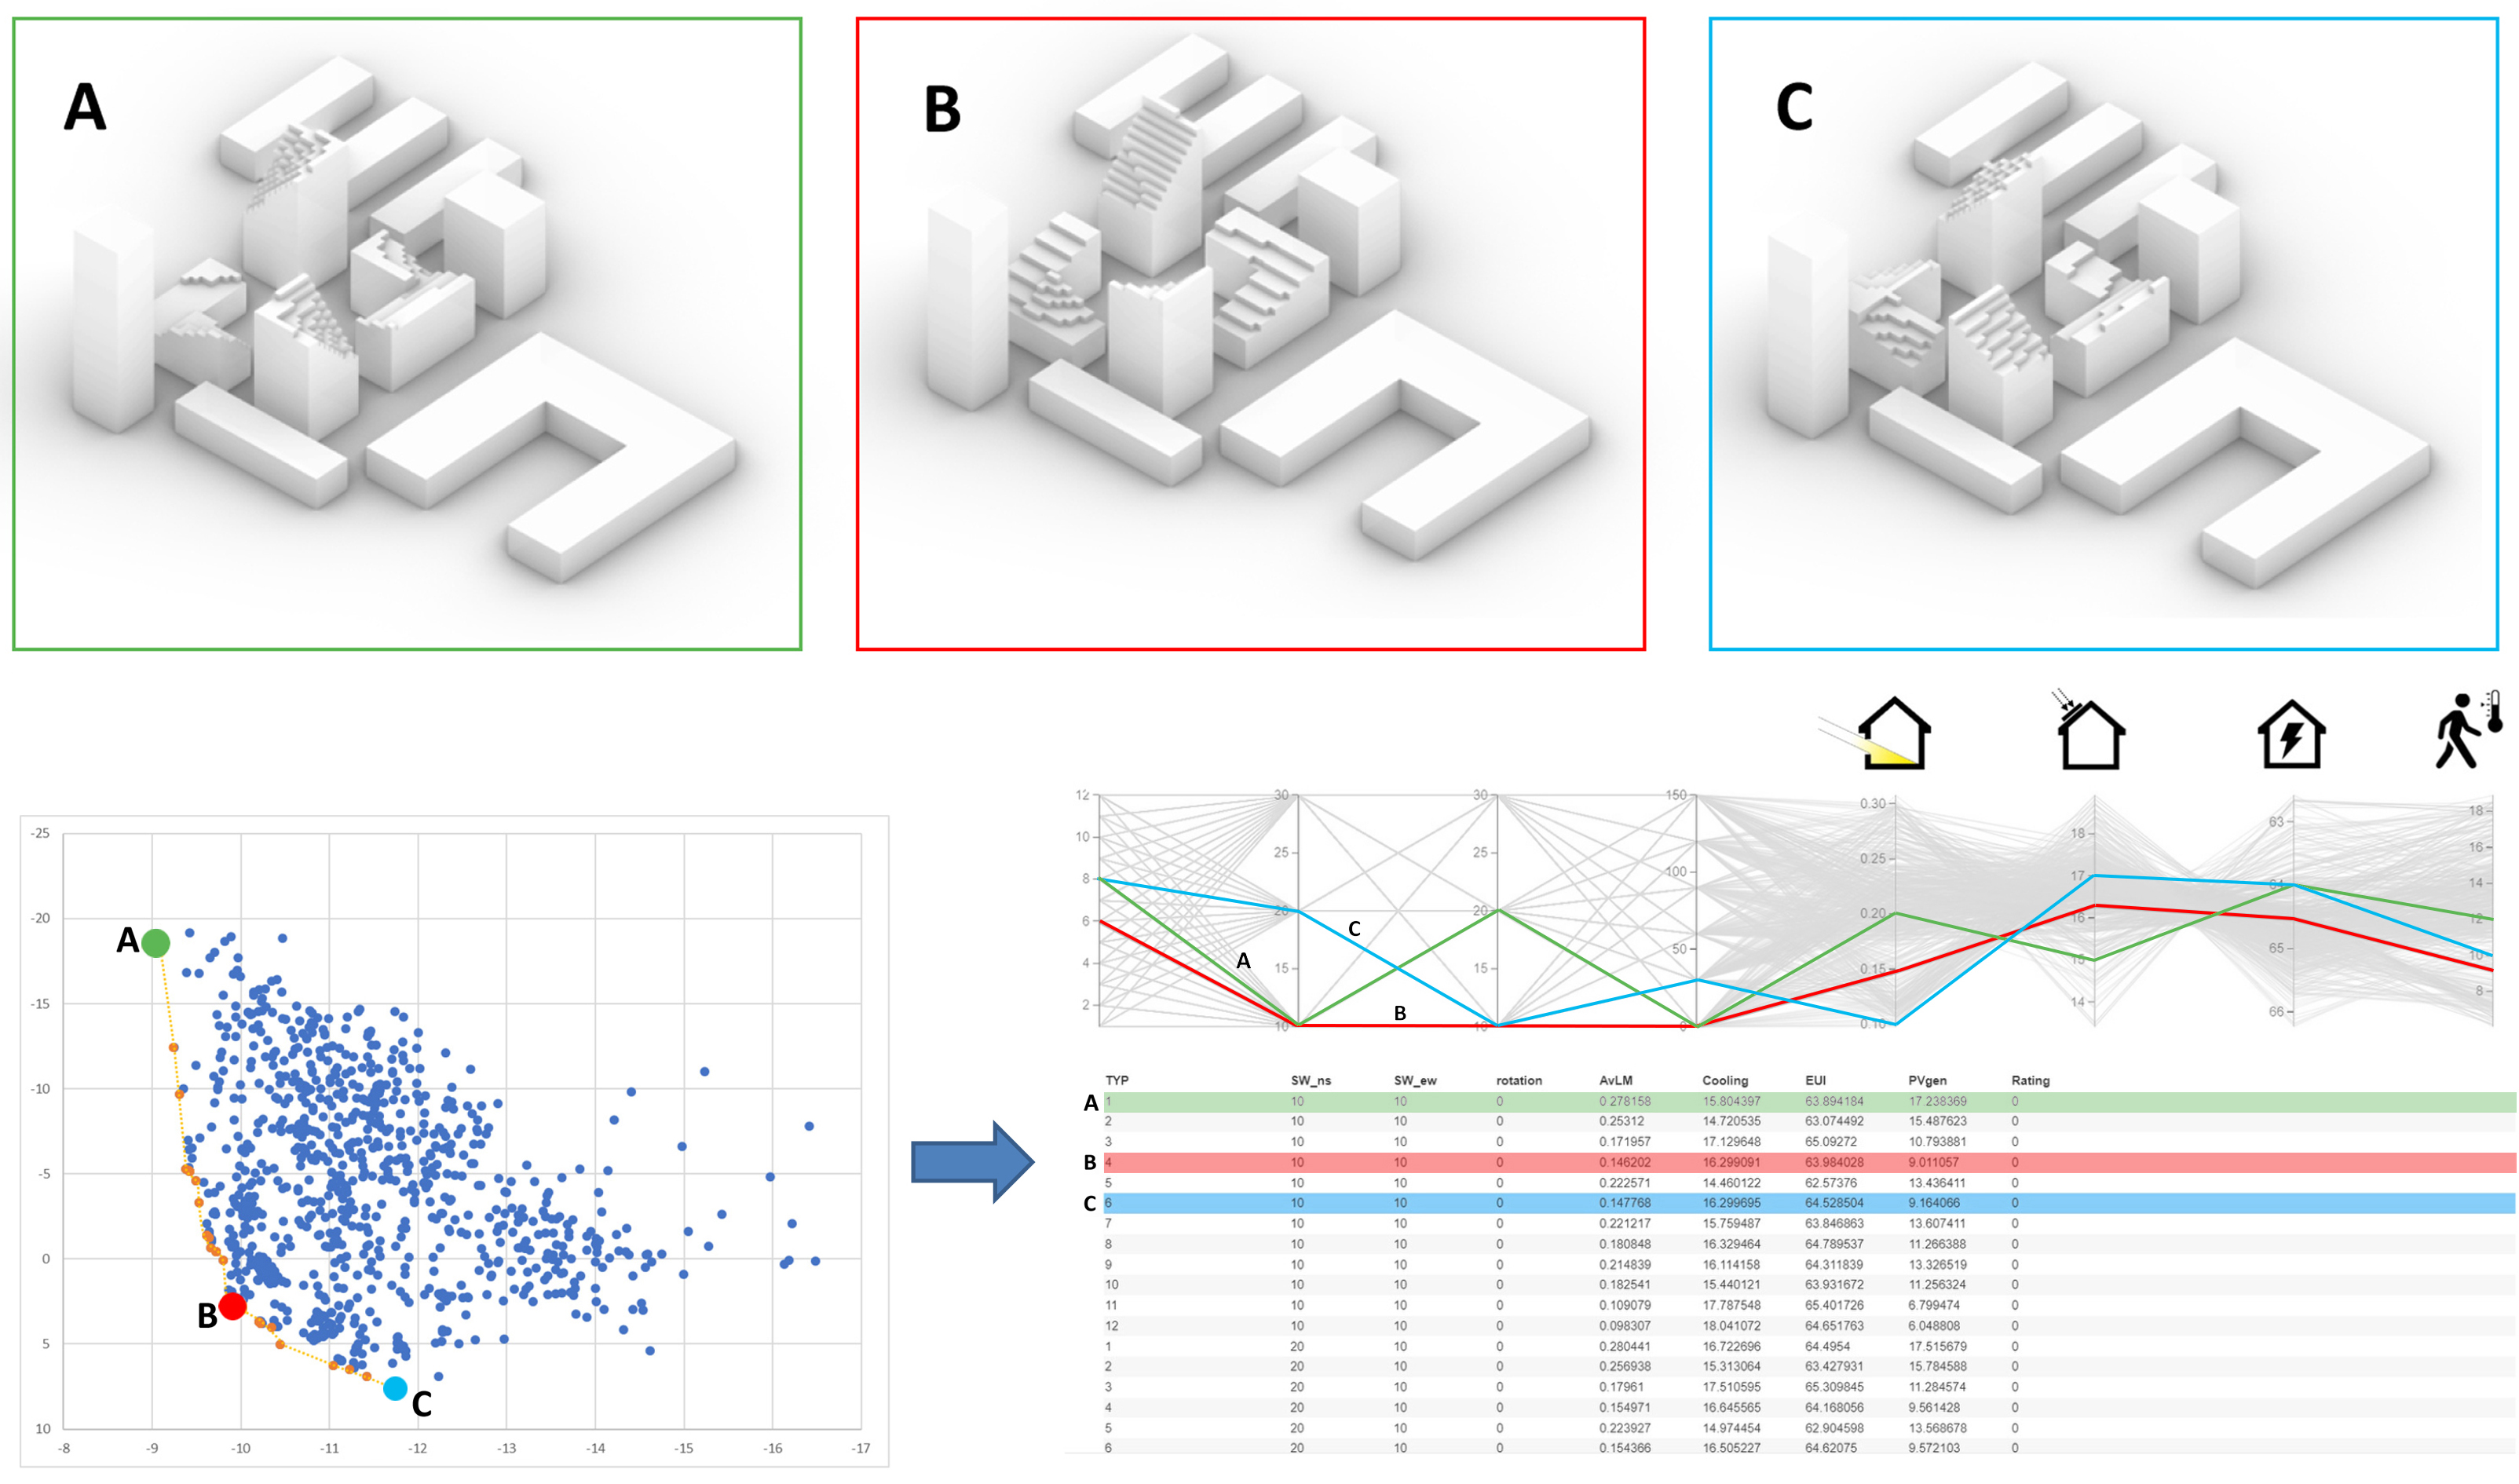 A
B
C
-25
-20
-15
-10
-5
0
5
10
-8 -9 -10 -11 -12 -13 -14 -15 -16 -17
A
B
C
12 30 30 150 0.30 18 63 18
10 25 25 100 0.25 17 16
8 20 20 50 0.20 16 65 14
6 15 15 0 0.15 15 66 12
4 10 10 0.10 14 10
2 8
A
B
C
TYP SW_ns SW_ew rotation AvLM Cooling EUI PVgen Rating
A 1 10 10 0 0.278158 15.804397 63.894184 17.238369 0
2 10 10 0 0.25312 14.720535 63.074492 15.487623 0
3 10 10 0 0.171957 17.129648 65.09272 10.793881 0
B 4 10 10 0 0.146202 16.299091 63.984028 9.011057 0
5 10 10 0 0.222571 14.460122 62.57376 13.436411 0
C 6 10 10 0 0.147768 16.299695 64.528504 9.164066 0
7 10 10 0 0.221217 15.759487 63.846863 13.607411 0
8 10 10 0 0.180848 16.329464 64.789537 11.266388 0
9 10 10 0 0.214839 16.114158 64.311839 13.326519 0
10 10 10 0 0.182541 15.440121 63.931672 11.256324 0
11 10 10 0 0.109079 17.787548 65.401726 6.799474 0
12 10 10 0 0.098307 18.041072 64.651763 6.048808 0
1 20 10 0 0.280441 16.722696 64.4954 17.515679 0
2 20 10 0 0.256938 15.313064 63.427931 15.784588 0
3 20 10 0 0.17961 17.510595 65.309845 11.284574 0
4 20 10 0 0.154971 16.645565 64.168056 9.561428 0
5 20 10 0 0.223927 14.974454 62.904598 13.568678 0
6 20 10 0 0.154366 16.505227 64.62075 9.572103 0